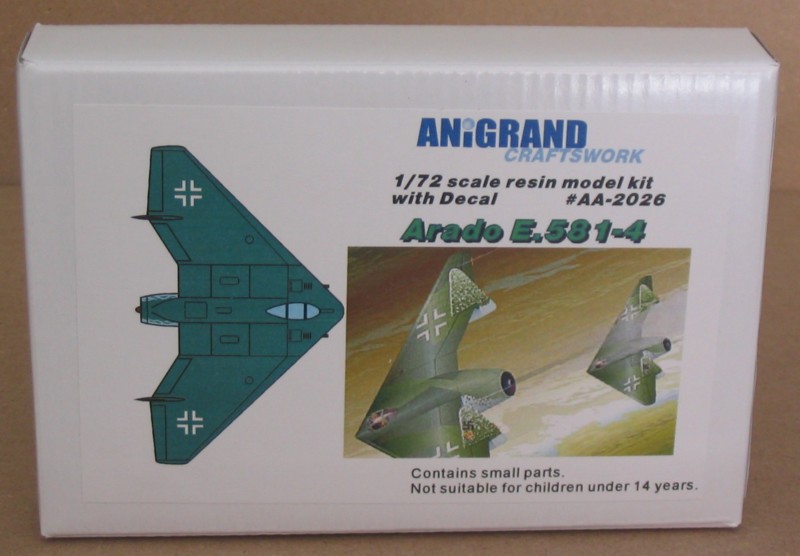 ANiGRAND
CRAFTSWORK
1/72 scale resin model kit
with Decal #AA-2026
Arado E.581-4
Contains small parts.
Not suitable for children under 14 years.